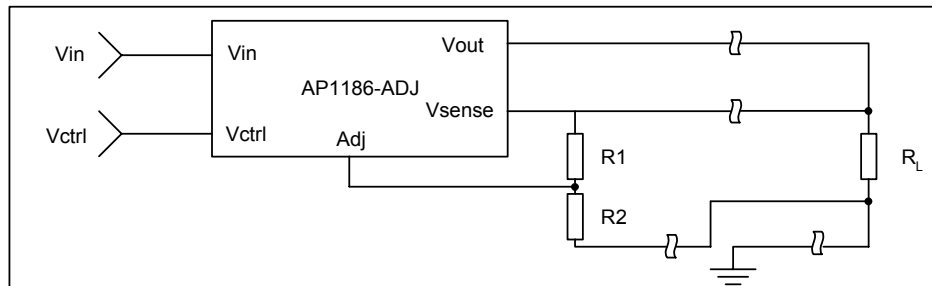 Vin
Vctrl
Vin
Vctrl
AP1186-ADJ
Vout
Vsense
Adj
R1
R2
RL